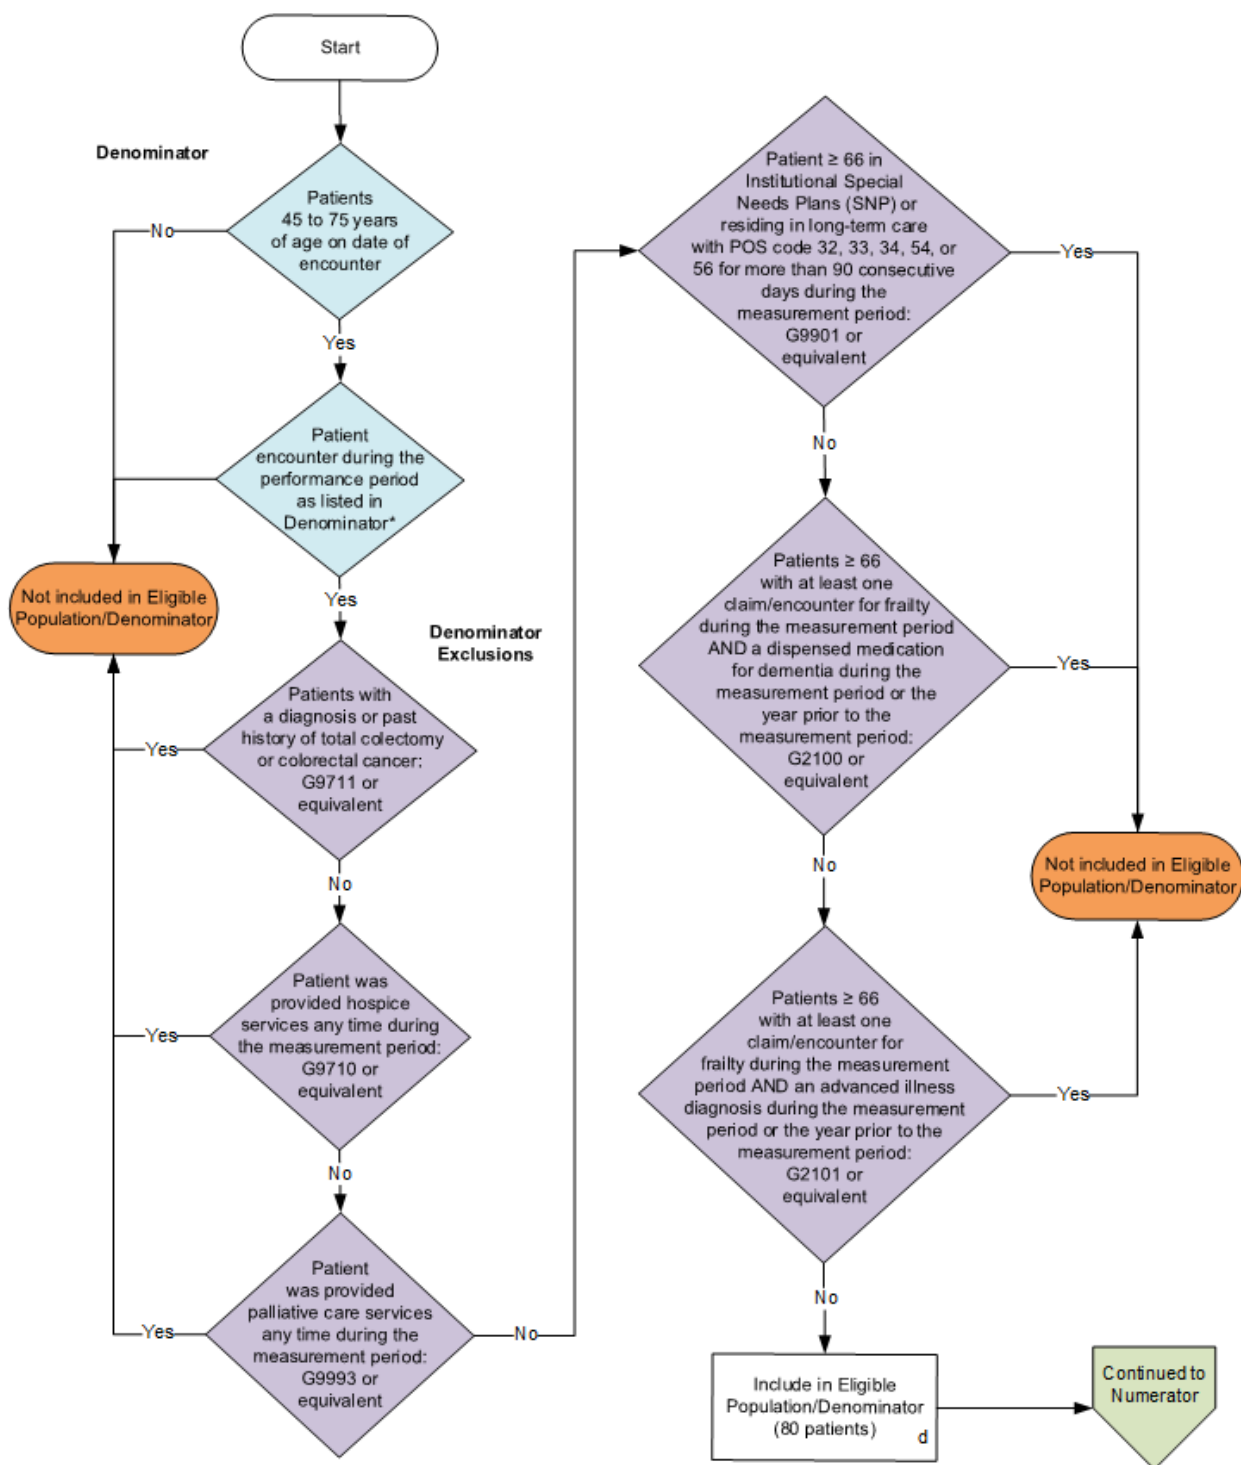 Start
Denominator
Patients
45 to 75 years
of age on date of
encounter
No
Yes
Patient
encounter during the
performance period
as listed in
Denominator*
Not included in Eligible
Population/Denominator
Yes
Denominator
Exclusions
Patients with
a diagnosis or past
history of total colectomy
or colorectal cancer:
G9711 or
equivalent
Yes
No
Patient was
provided hospice
services any time during
the measurement period:
G9710 or
equivalent
Yes
No
Patient
was provided
palliative care services
any time during the
measurement period:
G9993 or
equivalent
Yes
No
Patient ≥ 66 in
Institutional Special
Needs Plans (SNP) or
residing in long-term care
with POS code 32, 33, 34, 54, or
56 for more than 90 consecutive
days during the
measurement period:
G9901 or
equivalent
Yes
No
Patients ≥ 66
with at least one
claim/encounter for frailty
during the measurement period
AND a dispensed medication
for dementia during the
measurement period or the
year prior to the
measurement period:
G2100 or
equivalent
Yes
No
Not included in Eligible
Population/Denominator
Patients ≥ 66
with at least one
claim/encounter for
frailty during the measurement
period AND an advanced illness
diagnosis during the measurement
period or the year prior to the
measurement period:
G2101 or
equivalent
Yes
No
Include in Eligible
Population/Denominator
(80 patients)
d
Continued to
Numerator